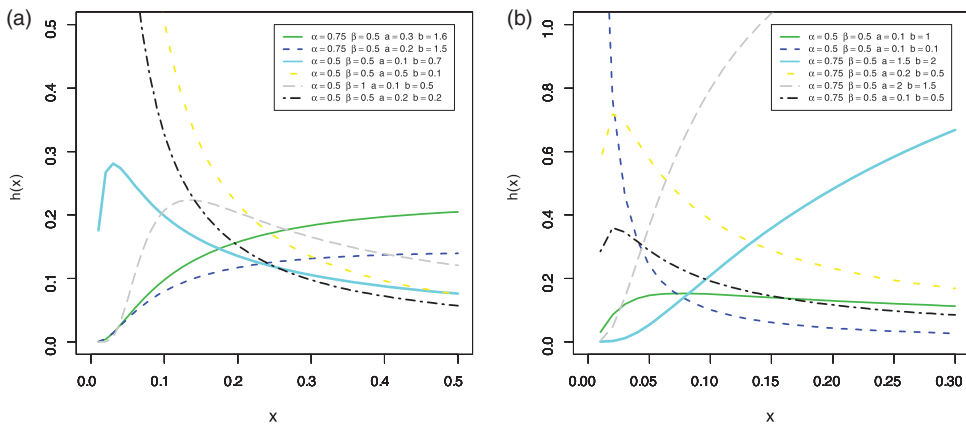 (a)
α = 0.75 β = 0.5 a = 0.3 b = 1.6
α = 0.75 β = 0.5 a = 0.2 b = 1.5
α = 0.5 β = 0.5 a = 0.1 b = 0.7
α = 0.5 β = 0.5 a = 0.5 b = 0.1
α = 0.5 β = 1 a = 0.1 b = 0.5
α = 0.5 β = 0.5 a = 0.2 b = 0.2
0.5
0.4
0.3
0.2
0.1
0.0
h(x)
0.0 0.1 0.2 0.3 0.4 0.5
x
(b)
α = 0.5 β = 0.5 a = 0.1 b = 1
α = 0.5 β = 0.5 a = 0.1 b = 0.1
α = 0.75 β = 0.5 a = 1.5 b = 2
α = 0.75 β = 0.5 a = 0.2 b = 0.5
α = 0.75 β = 0.5 a = 2 b = 1.5
α = 0.75 β = 0.5 a = 0.1 b = 0.5
1.0
0.8
0.6
0.4
0.2
0.0
h(x)
0.00 0.05 0.10 0.15 0.20 0.25 0.30
x